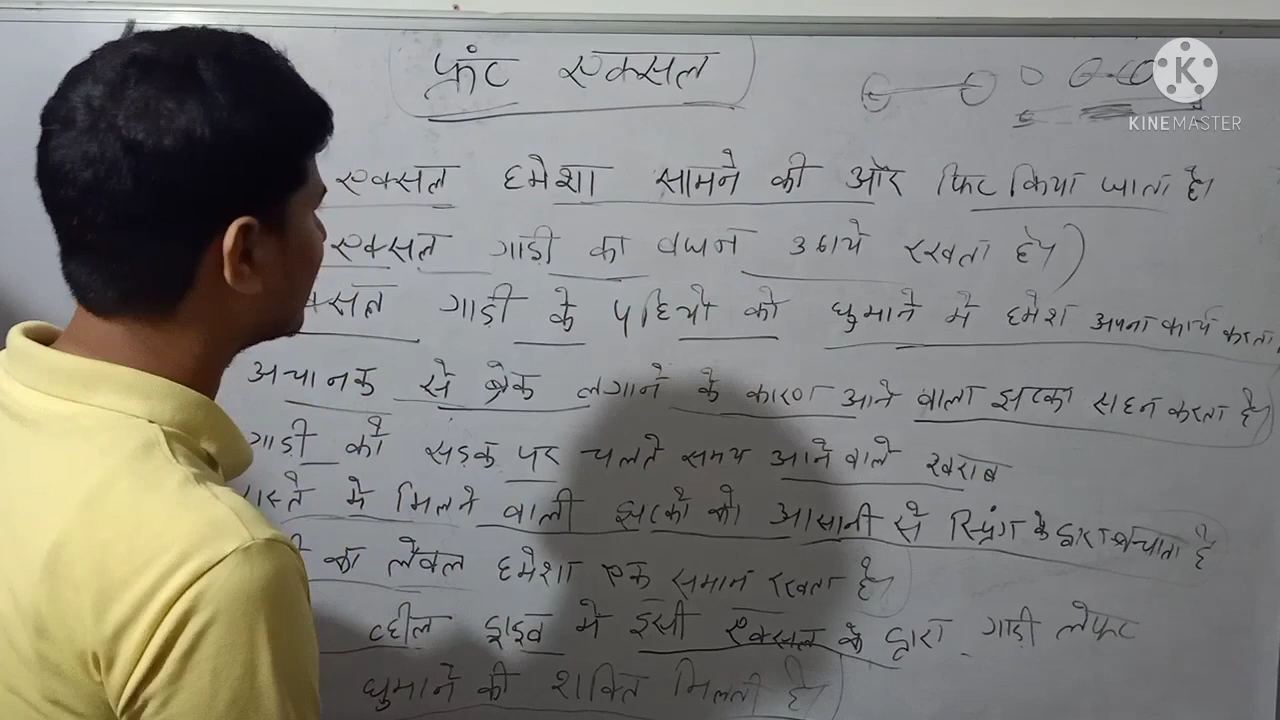 फ्रंट एक्सल
KINEMASTER
एक्सल हमेशा सामने की ओर फिट किया जाता है।
एक्सल गाड़ी का वजन उठाये रखता है।
क्सल गाड़ी के पहियो को घुमाने मे हमेश अपना कार्य करता
अचानक से ब्रेक लगाने के कारण आने वाला झटका सहन करता है।
गाडी को सड़क पर चलते समय आने वाले खराब
रास्ते मे मिलने वाली झटको को आसानी से स्प्रिंग के द्वारा बचाता है
का लेवल हमेशा एक समान रखता है।
व्हील ड्राइव मे इसी एक्सल के द्वारा गाडी लेफ्ट
घुमाने की शक्ति मिलती है।